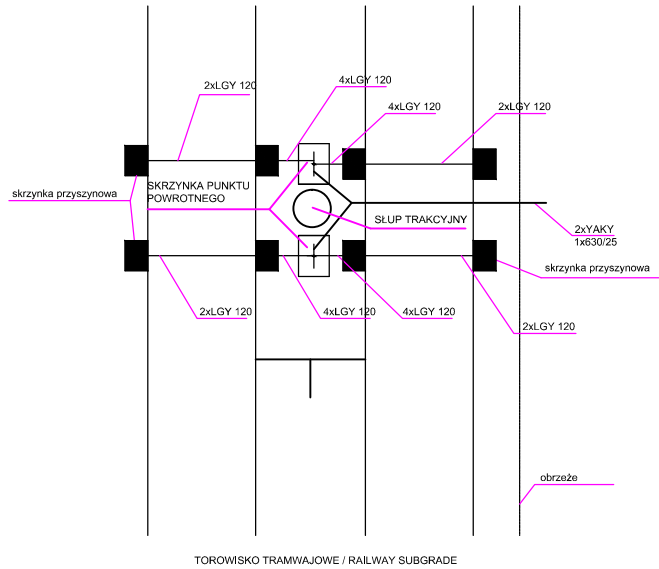 2xLGY 120
4xLGY 120
4xLGY 120
2xLGY 120
skrzynka przyszynowa
SKRZYNKA PUNKTU
POWROTNEGO
SŁUP TRAKCYJNY
2xYAKY
1x630/25
skrzynka przyszynowa
2xLGY 120
4xLGY 120
4xLGY 120
2xLGY 120
obrzeże
TOROWISKO TRAMWAJOWE / RAILWAY SUBGRADE